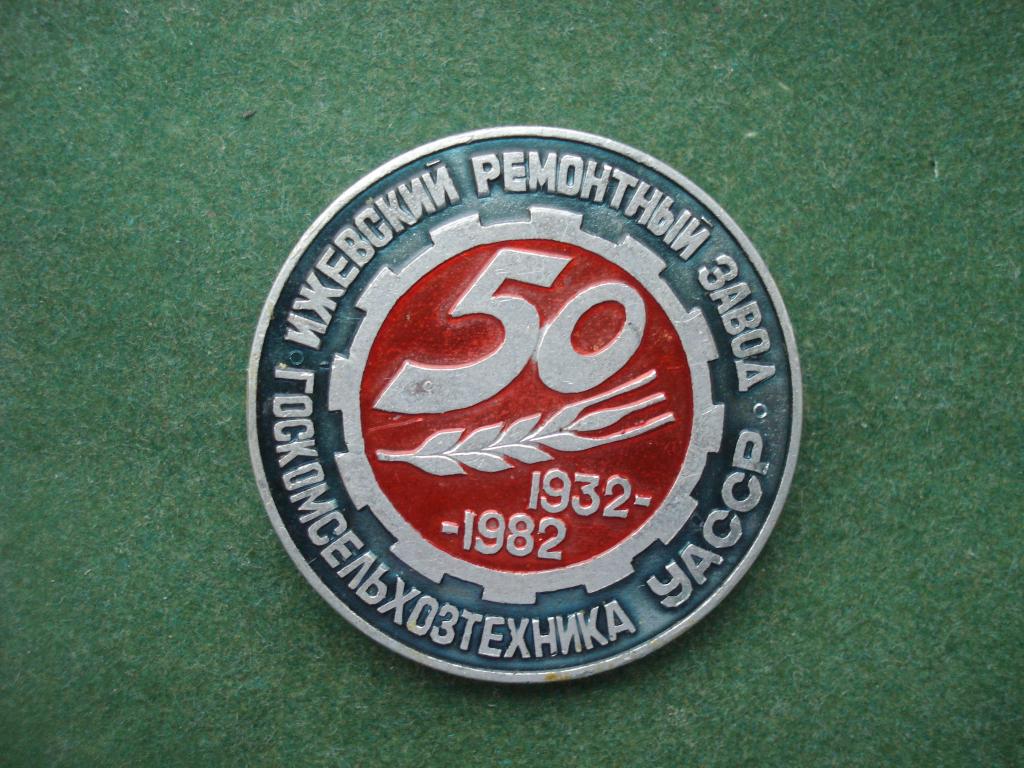 ИЖЕВСКИЙ РЕМОНТНЫЙ ЗАВОД
ГОСКОМСЕЛЬХОЗТЕХНИКА УАССР
50
1932-
-1982